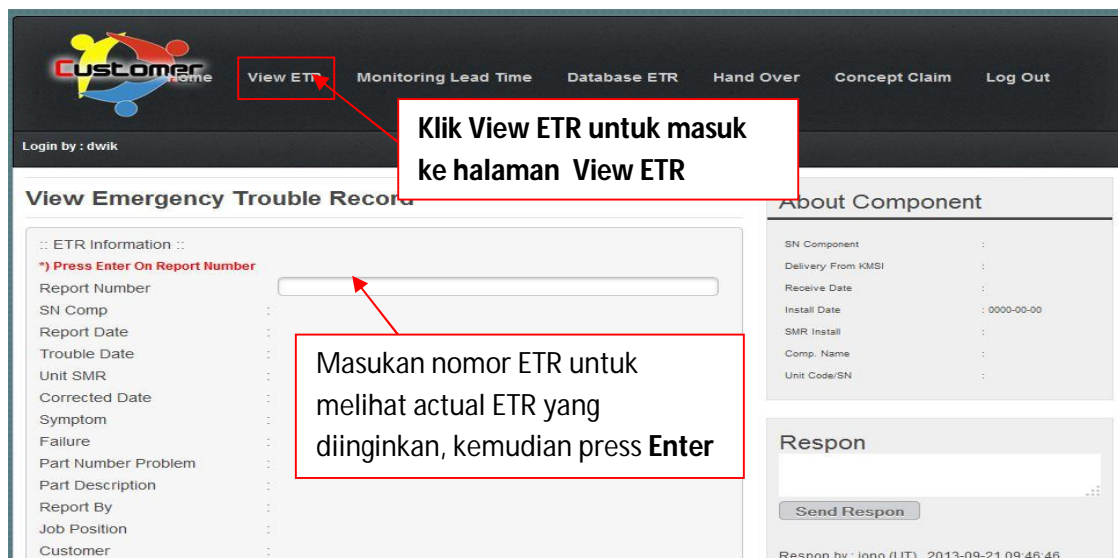 Customer
Home View ETR Monitoring Lead Time Database ETR Hand Over Concept Claim Log Out
Klik View ETR untuk masuk
ke halaman View ETR
Login by : dwik
View Emergency Trouble Record
:: ETR Information ::
*) Press Enter On Report Number
Report Number
SN Comp :
Report Date :
Trouble Date :
Unit SMR :
Corrected Date :
Symptom :
Failure :
Part Number Problem :
Part Description :
Report By :
Job Position :
Customer :
Masukan nomor ETR untuk
melihat actual ETR yang
diinginkan, kemudian press Enter
About Component
SN Component :
Delivery From KMSI :
Receive Date :
Install Date : 0000-00-00
SMR Install :
Comp. Name :
Unit Code/SN :
Respon
Send Respon
Respon by : jono (UT) 2013-09-21 09:46:46